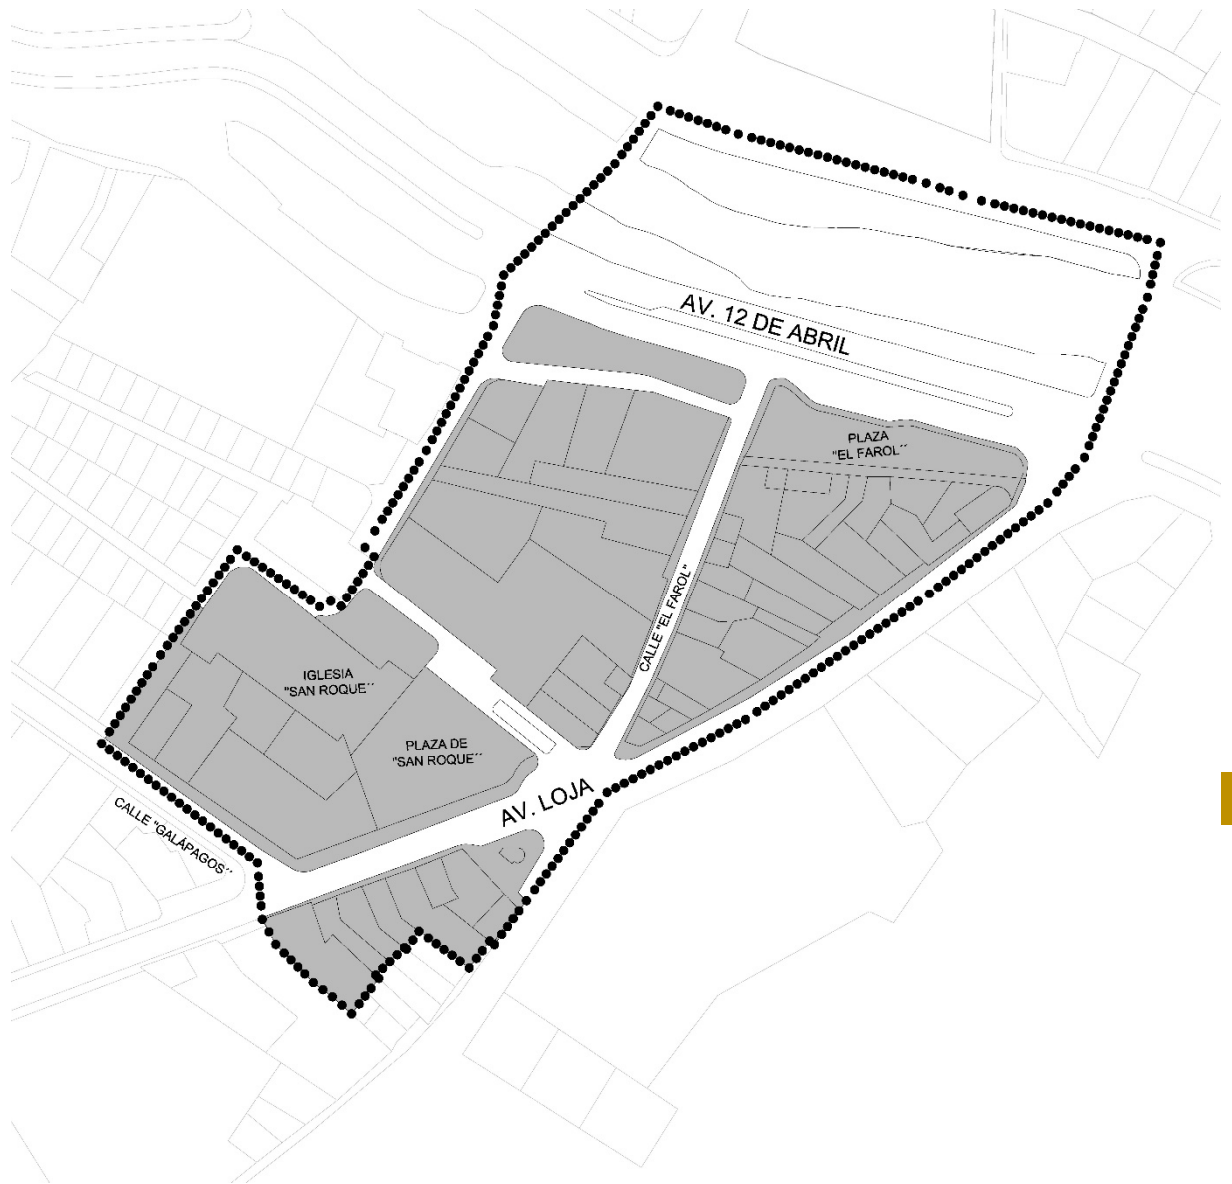 AV. 12 DE ABRIL
PLAZA
"EL FAROL´´
CALLE "EL FAROL"
IGLESIA
"SAN ROQUE´´
PLAZA DE
"SAN ROQUE´´
AV. LOJA
CALLE "GALÁPAGOS´´